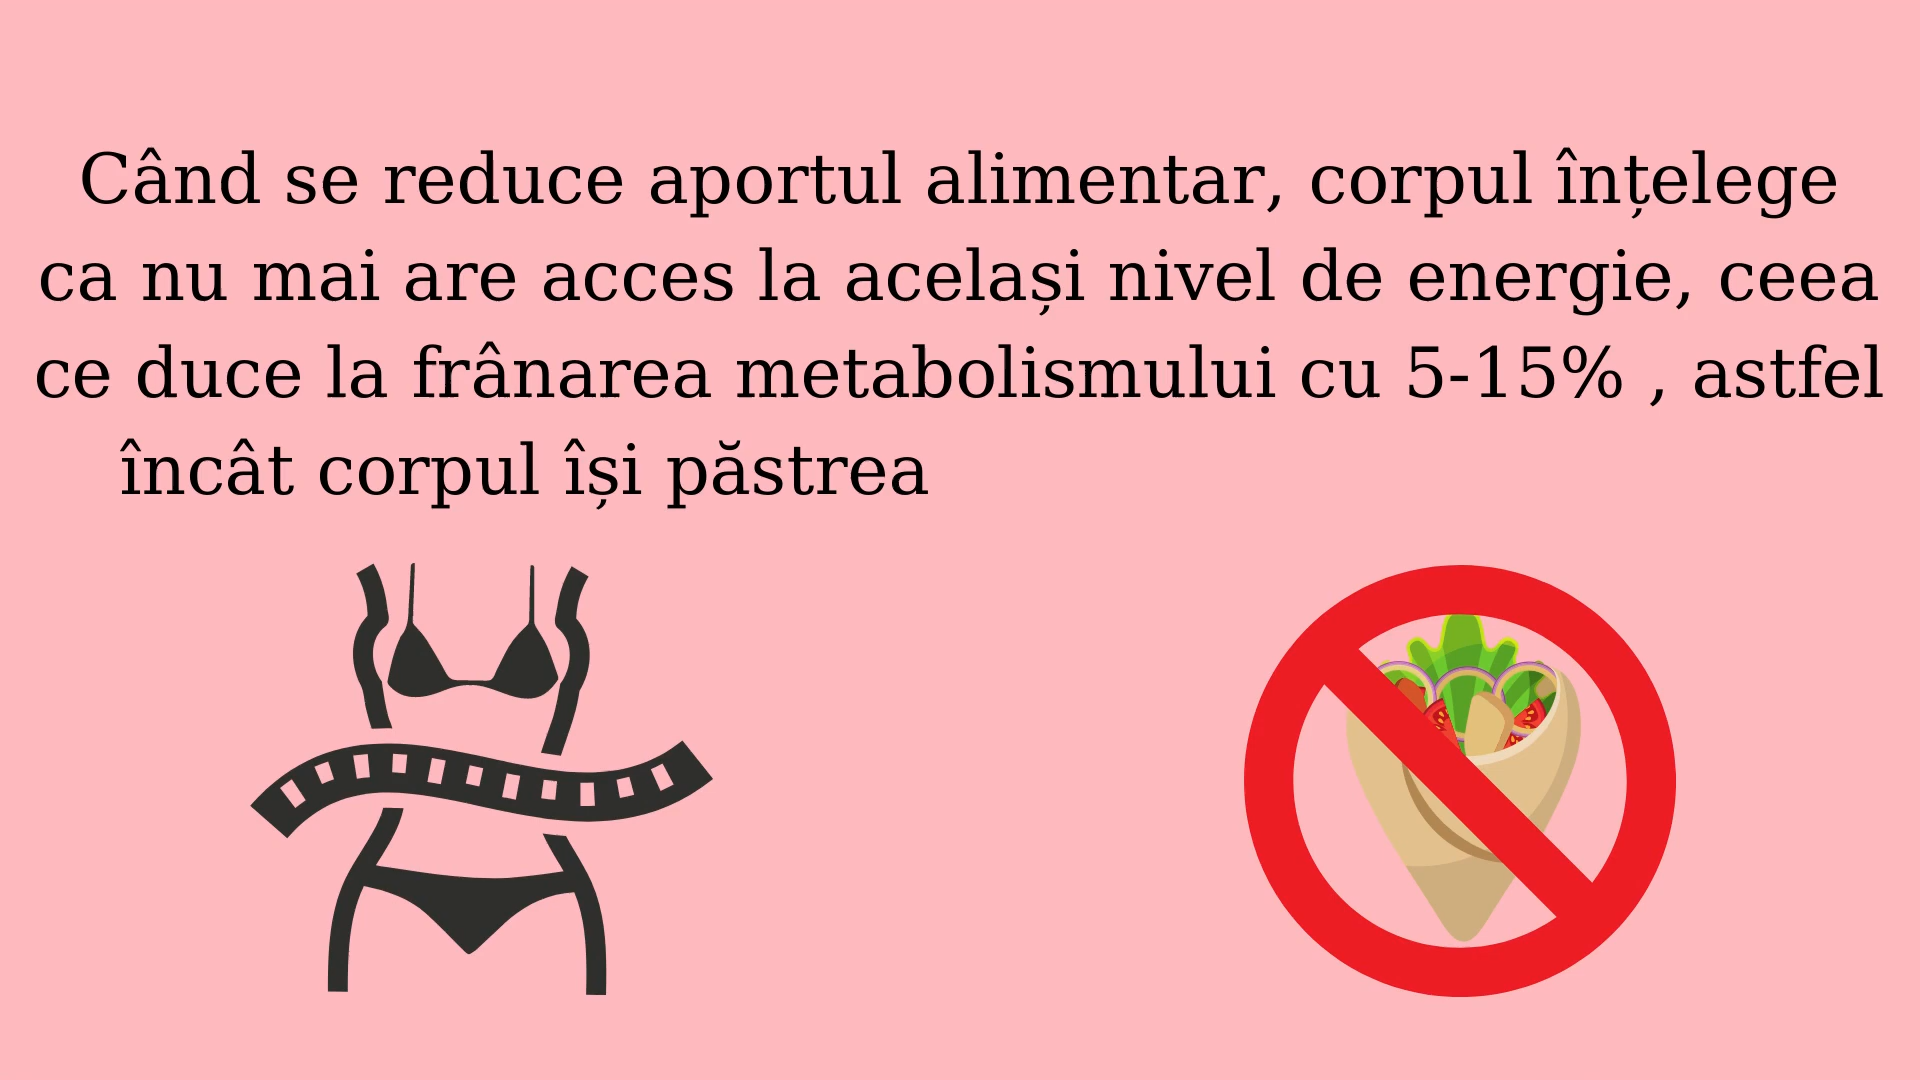 Când se reduce aportul alimentar, corpul înțelege
ca nu mai are acces la același nivel de energie, ceea
ce duce la frânarea metabolismului cu 5-15% , astfel
încât corpul își păstrea